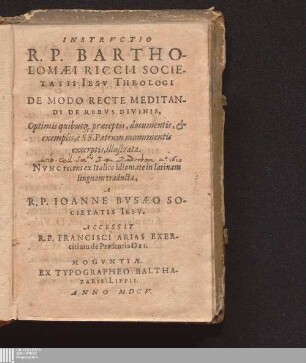 INSTRVCTIO
R. P. BARTHO-
LOMÆI RICCII SOCIE-
TATIS IESV THEOLOGI
DE MODO RECTE MEDITAN-
DI DE REBVS DIVINIS,
Optimis quibusq; præceptis, documentis, &
exemplis, è SS. Patrum monumentis
excerptis, illustrata.
NVNC recens ex Italico idiomate in latinam
linguam traducta,
A
R. P. IOANNE BVSÆO SO-
CIETATIS IESV.
ACCESSIT
R. P. FRANCISCI ARIAS EXER-
citium de Præsentia DEI.
MOGVNTIÆ
EX TYPOGRAPHEO BALTHA-
ZARIS LIPPII.
ANNO MDCV.